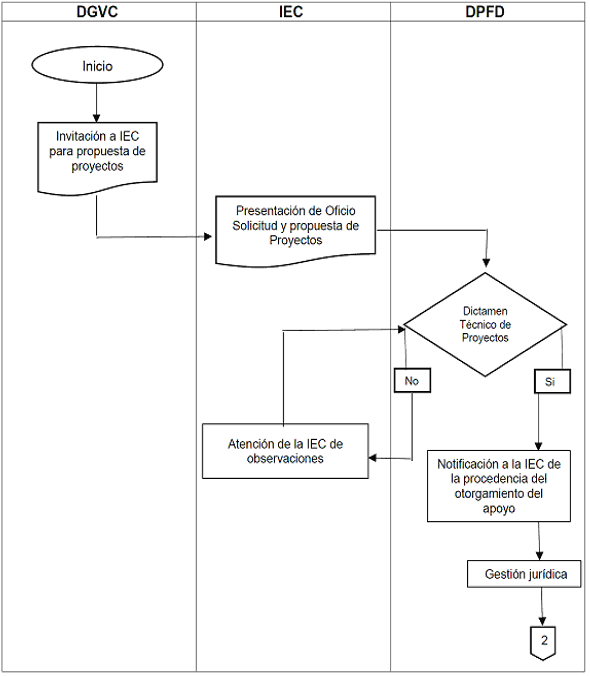 DGVC
IEC
DPFD
Inicio
Invitación a IEC
para propuesta de
proyectos
Presentación de Oficio
Solicitud y propuesta de
Proyectos
Dictamen
Técnico de
Proyectos
No
Si
Atención de la IEC de
observaciones
Notificación a la IEC de
la procedencia del
otorgamiento del
apoyo
Gestión jurídica
2